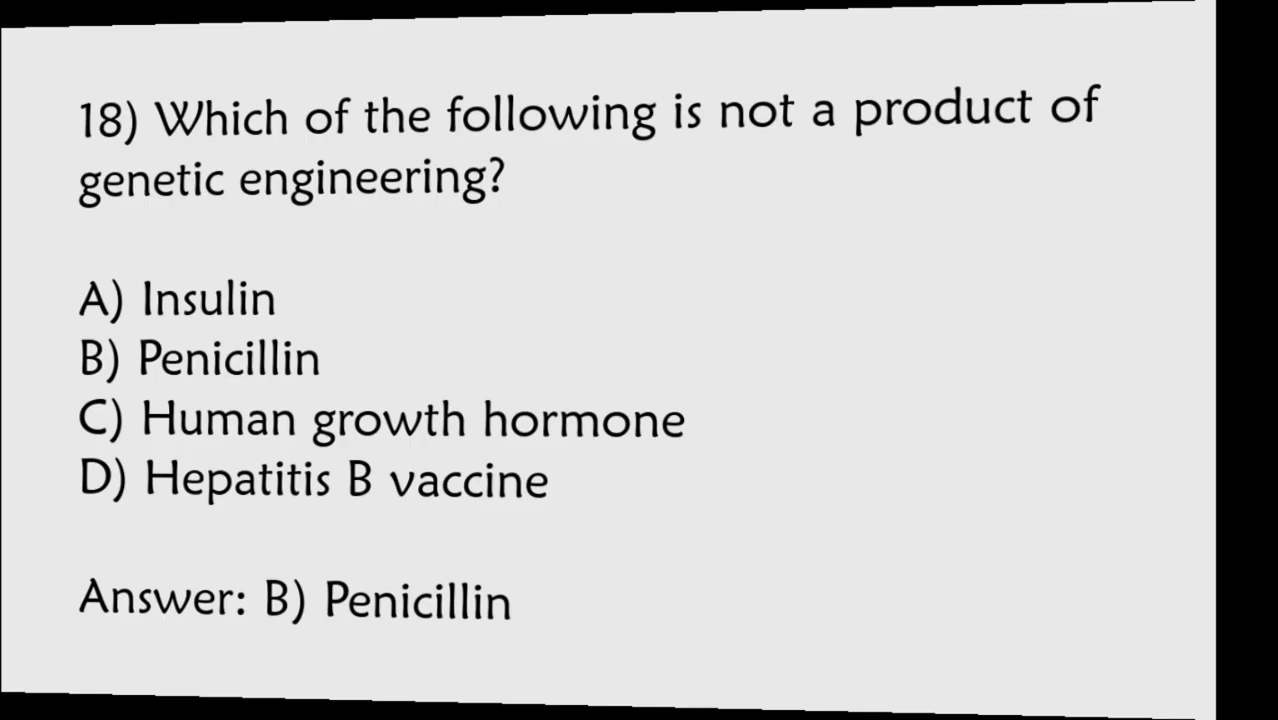 18) Which of the following is not a product of
genetic engineering?
A) Insulin
B) Penicillin
C) Human growth hormone
D) Hepatitis B vaccine
Answer: B) Penicillin